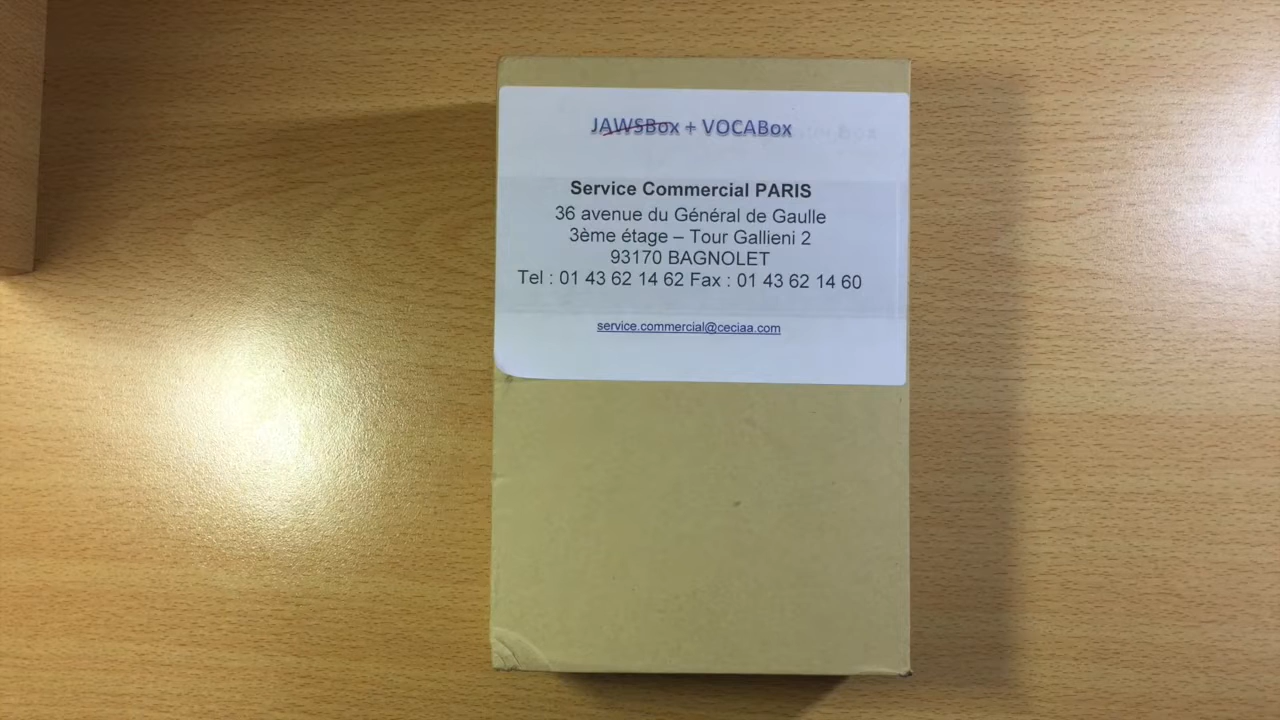 JAWSBox + VOCABox
Service Commercial PARIS
36 avenue du Général de Gaulle
3ème étage – Tour Gallieni 2
93170 BAGNOLET
Tel : 01 43 62 14 62 Fax : 01 43 62 14 60
service.commercial@ceciaa.com